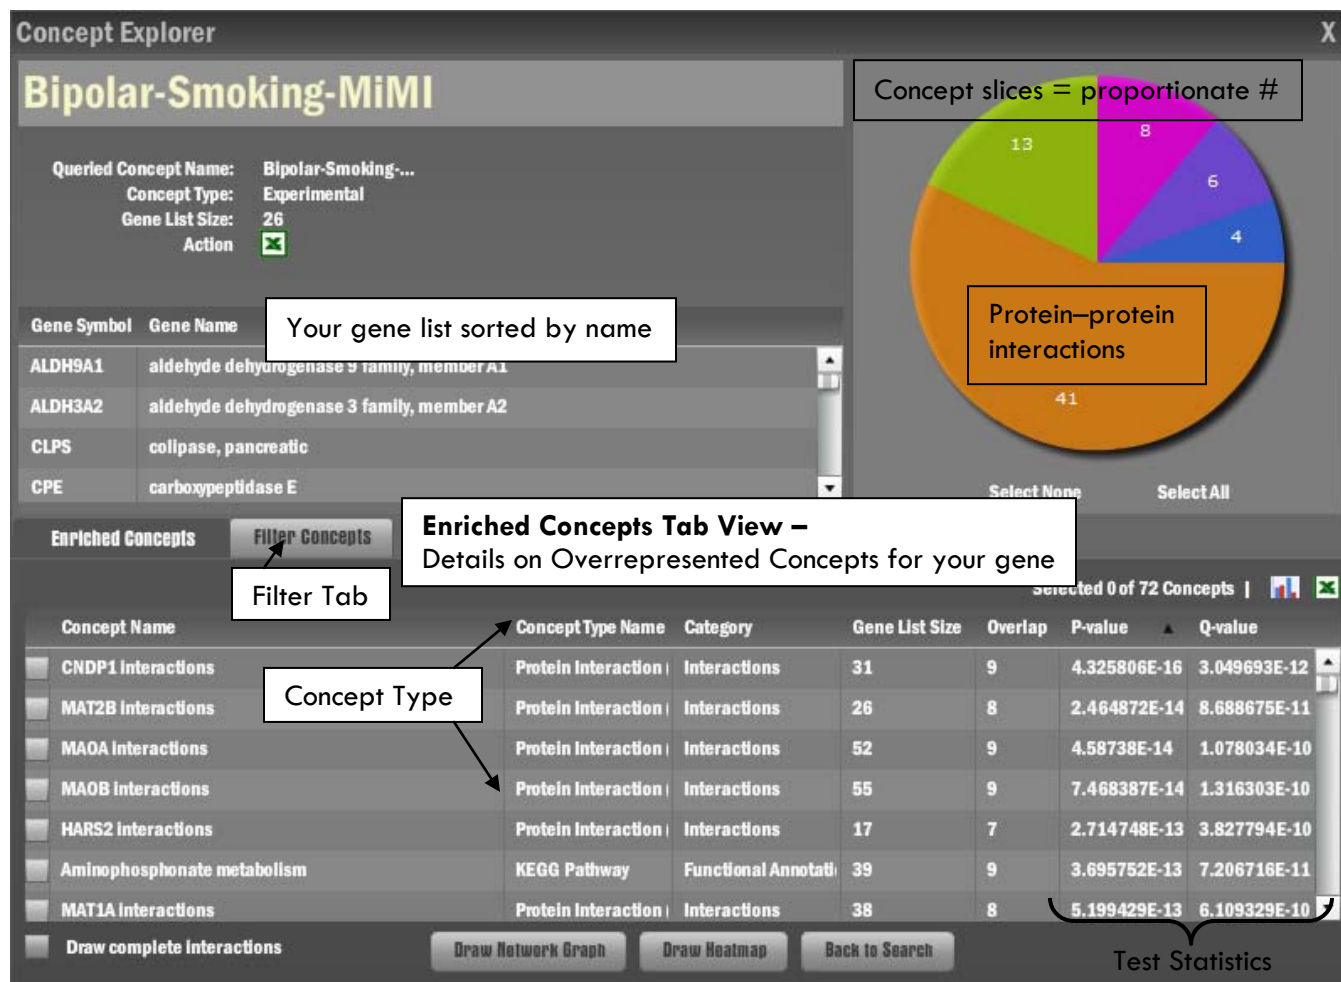 Concept Explorer X
Bipolar-Smoking-MiMI
Queried Concept Name: Bipolar-Smoking-...
Concept Type: Experimental
Gene List Size: 26
Action
Concept slices = proportionate #
13
8
6
4
Protein–protein
interactions
41
Select None Select All
Gene Symbol Gene Name
Your gene list sorted by name
ALDH9A1 aldehyde dehydrogenase 9 family, member A1
ALDH3A2 aldehyde dehydrogenase 3 family, member A2
CLPS colipase, pancreatic
CPE carboxypeptidase E
Enriched Concepts Filter Concepts
Enriched Concepts Tab View –
Details on Overrepresented Concepts for your gene
Filter Tab
Selected 0 of 72 Concepts |
Concept Name Concept Type Name Category Gene List Size Overlap P-value Q-value
Concept Type
CNDP1 interactions Protein Interaction ( Interactions 31 9 4.325806E-16 3.049693E-12
MAT2B interactions Protein Interaction ( Interactions 26 8 2.464872E-14 8.688675E-11
MAOA interactions Protein Interaction ( Interactions 52 9 4.58738E-14 1.078034E-10
MAOB interactions Protein Interaction ( Interactions 55 9 7.468387E-14 1.316303E-10
HARS2 interactions Protein Interaction ( Interactions 17 7 2.714748E-13 3.827794E-10
Aminophosphonate metabolism KEGG Pathway Functional Annotati 39 9 3.695752E-13 7.206716E-11
MAT1A interactions Protein Interaction ( Interactions 38 8 5.199429E-13 6.109329E-10
Draw complete interactions Draw Network Graph Draw Heatmap Back to Search
Test Statistics